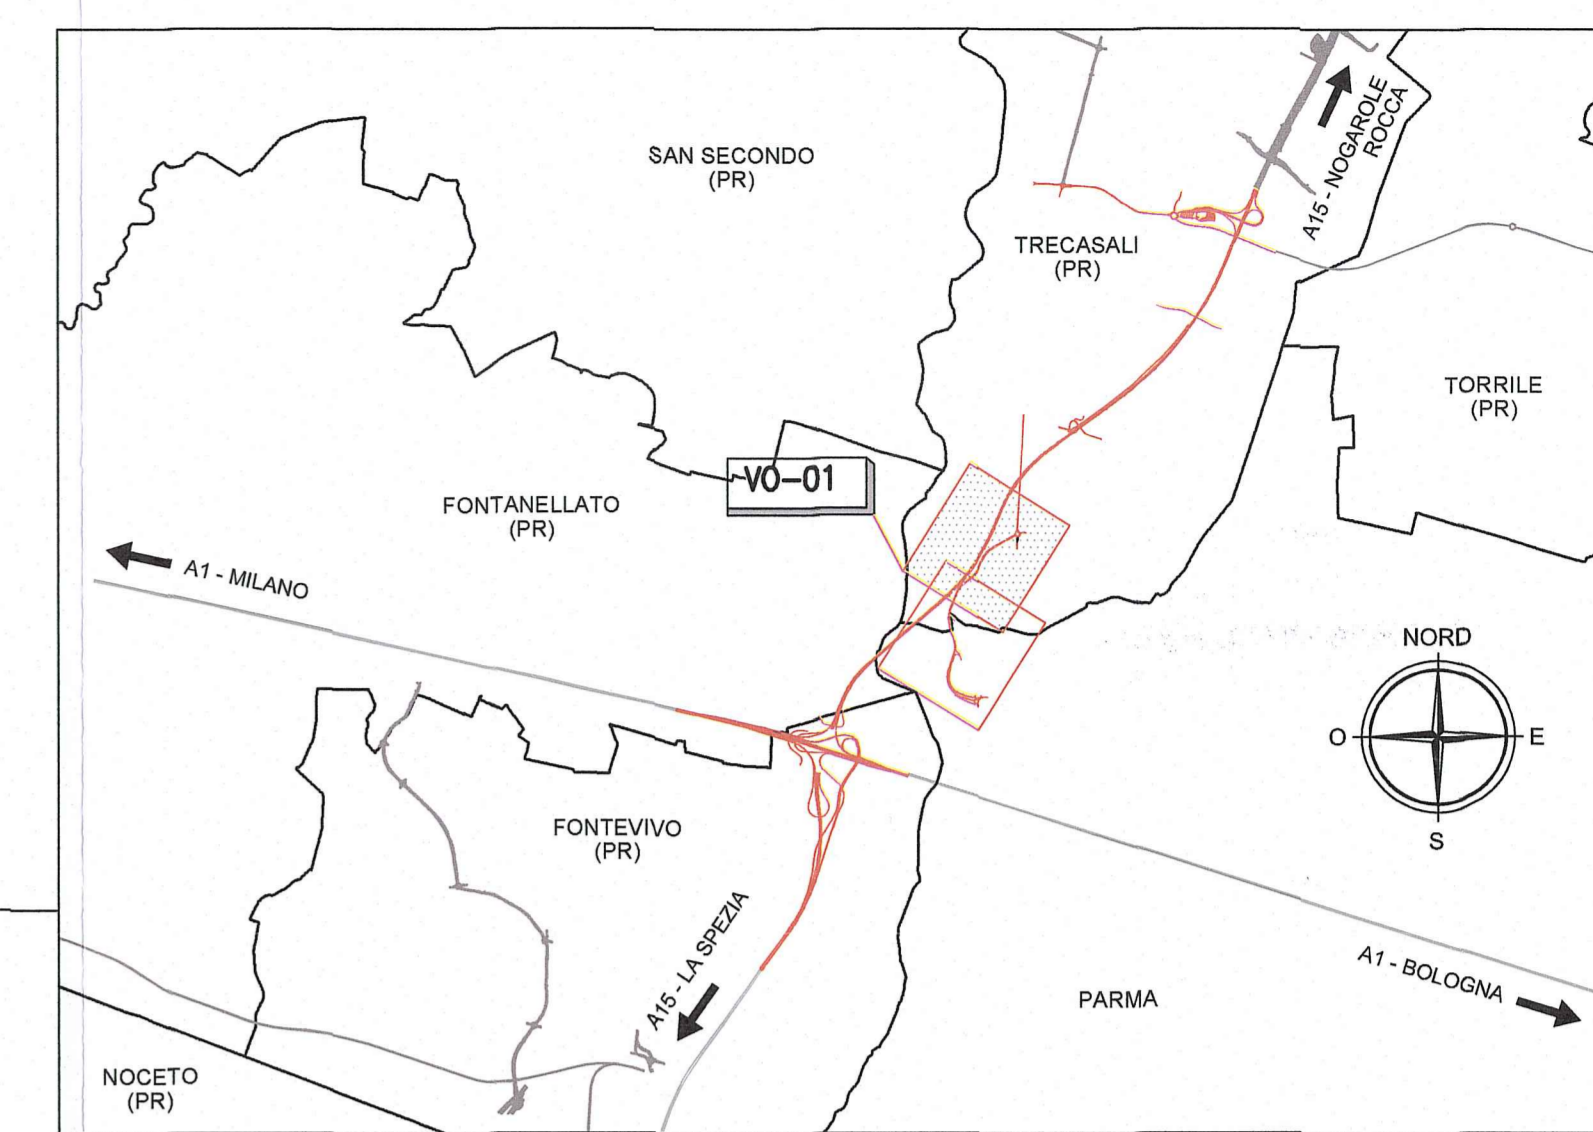 SAN SECONDO
(PR)
A15 - NOGAROLE
ROCCA
TRECASALI
(PR)
TORRILE
(PR)
VO-01
FONTANELLATO
(PR)
A1 - MILANO
NORD
O
E
S
FONTEVIVO
(PR)
A15 - LA SPEZIA
A1 - BOLOGNA
PARMA
NOCETO
(PR)